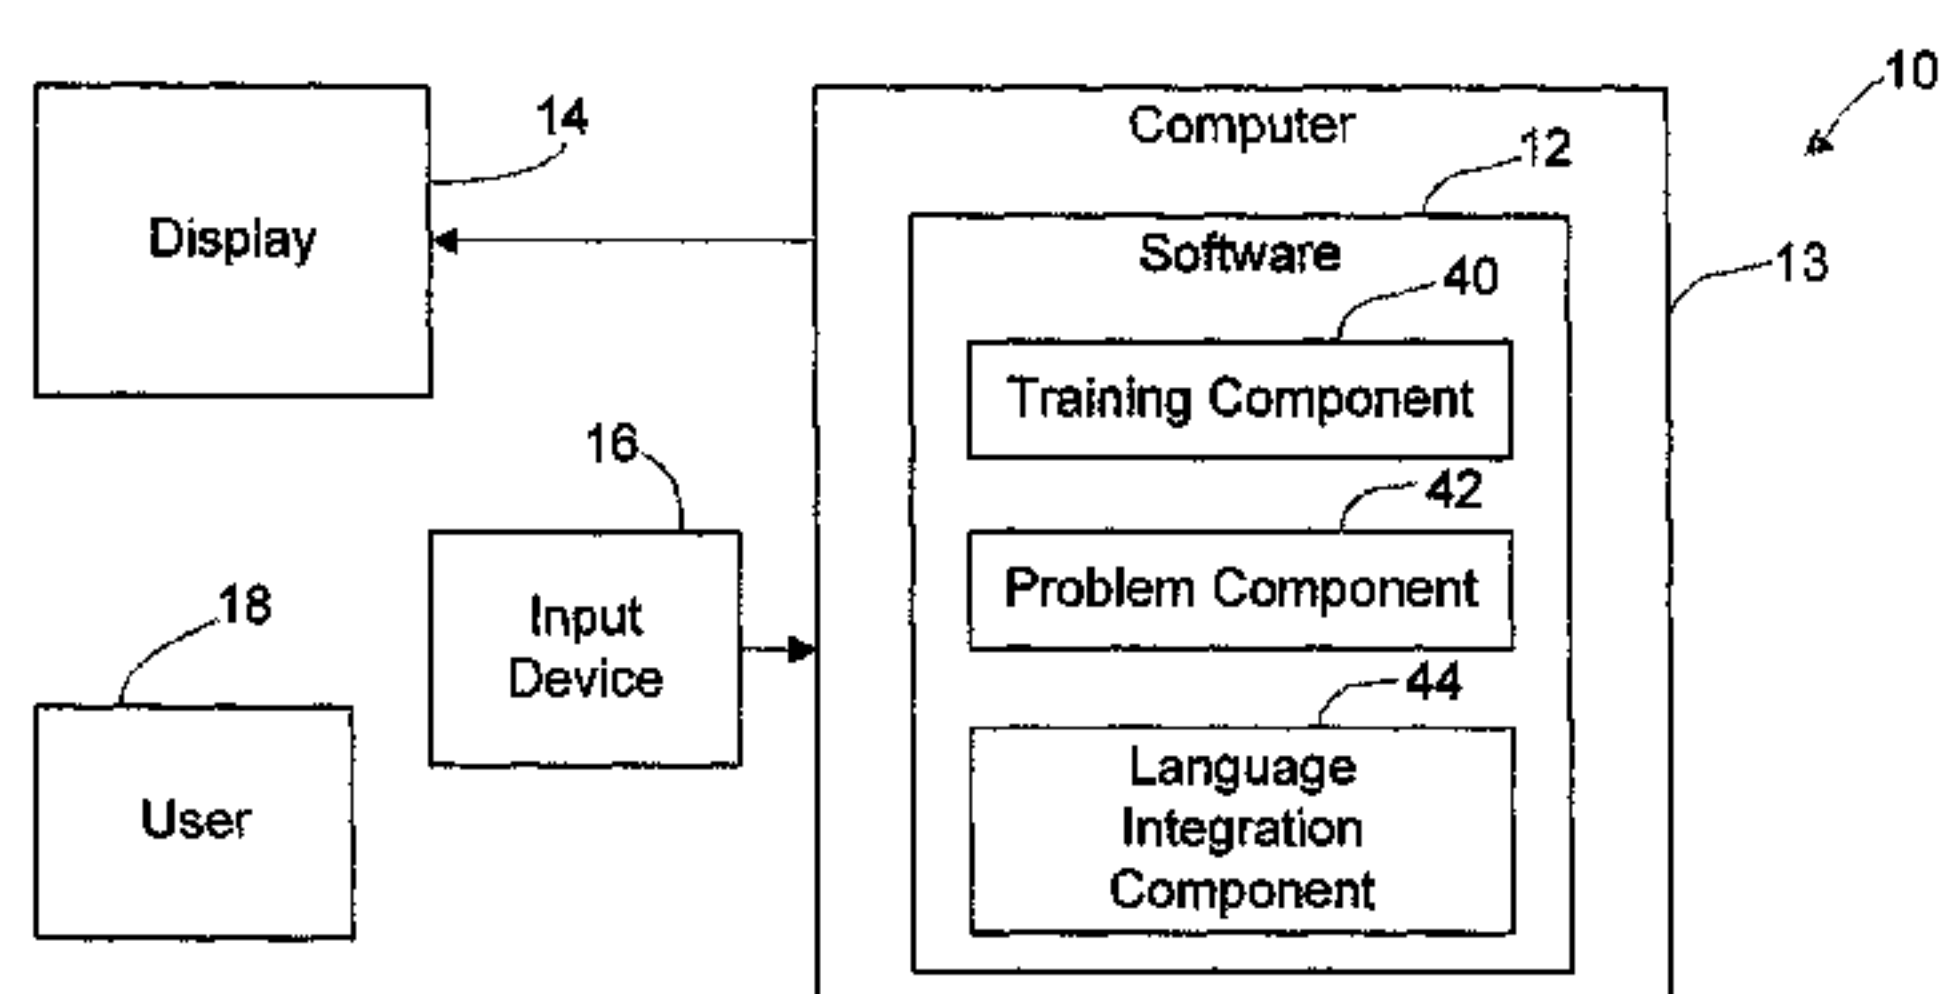 10
14
Computer
12
Display
Software
13
40
Training Component
16
42
Problem Component
18
Input
Device
44
User
Language
Integration
Component